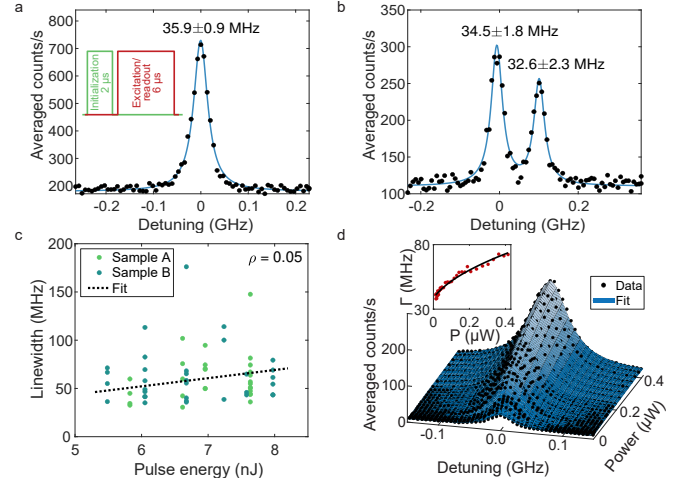 a
35.9±0.9 MHz
Averaged counts/s
800
700
600
500
400
300
200
Initialization
2 μs
Excitation/
readout
6 μs
-0.2
-0.1
0
0.1
0.2
Detuning (GHz)
b
34.5±1.8 MHz
32.6±2.3 MHz
Averaged counts/s
350
300
250
200
150
100
-0.2
0
0.2
Detuning (GHz)
c
Linewidth (MHz)
200
150
100
50
0
Sample A
Sample B
Fit
ρ = 0.05
5
6
7
8
Pulse energy (nJ)
d
Γ (MHz)
80
60
40
0
0.2
0.4
P (μW)
Data
Fit
Averaged counts/s
300
200
100
0
-0.1
0.0
0.1
Detuning (GHz)
0
0.2
0.4
Power (μW)